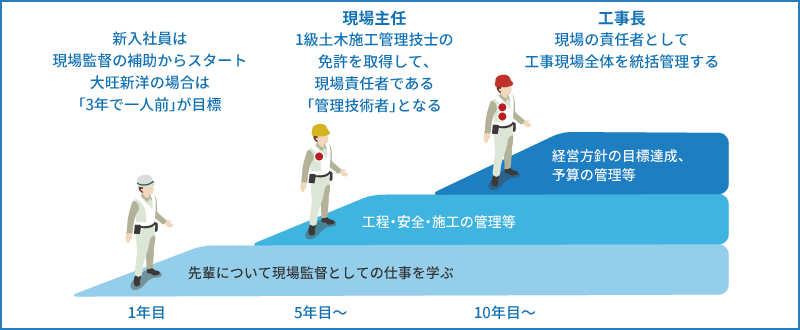 新入社員は
現場監督の補助からスタート
大旺新洋の場合は
「3年で一人前」が目標
現場主任
1級土木施工管理技士の
免許を取得して、
現場責任者である
「管理技術者」となる
工事長
現場の責任者として
工事現場全体を統括管理する
経営方針の目標達成、
予算の管理等
工程・安全・施工の管理等
先輩について現場監督としての仕事を学ぶ
1年目
5年目～
10年目～